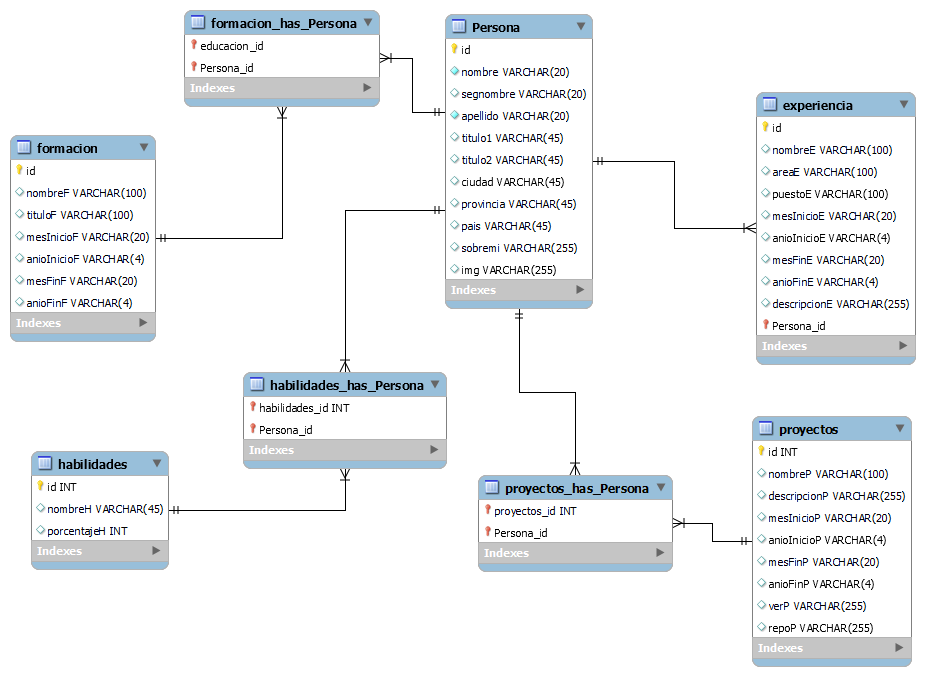 formacion_has_Persona
educacion_id
Persona_id
Indexes
Persona
id
nombre VARCHAR(20)
segnombre VARCHAR(20)
apellido VARCHAR(20)
titulo1 VARCHAR(45)
titulo2 VARCHAR(45)
ciudad VARCHAR(45)
provincia VARCHAR(45)
pais VARCHAR(45)
sobremi VARCHAR(255)
img VARCHAR(255)
Indexes
experiencia
id
nombreE VARCHAR(100)
areaE VARCHAR(100)
puestoE VARCHAR(100)
mesInicioE VARCHAR(20)
anioInicioE VARCHAR(4)
mesFinE VARCHAR(20)
anioFinE VARCHAR(4)
descripcionE VARCHAR(255)
Persona_id
Indexes
formacion
id
nombreF VARCHAR(100)
tituloF VARCHAR(100)
mesInicioF VARCHAR(20)
anioInicioF VARCHAR(4)
mesFinF VARCHAR(20)
anioFinF VARCHAR(4)
Indexes
habilidades_has_Persona
habilidades_id INT
Persona_id
Indexes
habilidades
id INT
nombreH VARCHAR(45)
porcentajeH INT
Indexes
proyectos_has_Persona
proyectos_id INT
Persona_id
Indexes
proyectos
id INT
nombreP VARCHAR(100)
descripcionP VARCHAR(255)
mesInicioP VARCHAR(20)
anioInicioP VARCHAR(4)
mesFinP VARCHAR(20)
anioFinP VARCHAR(4)
verP VARCHAR(255)
repoP VARCHAR(255)
Indexes